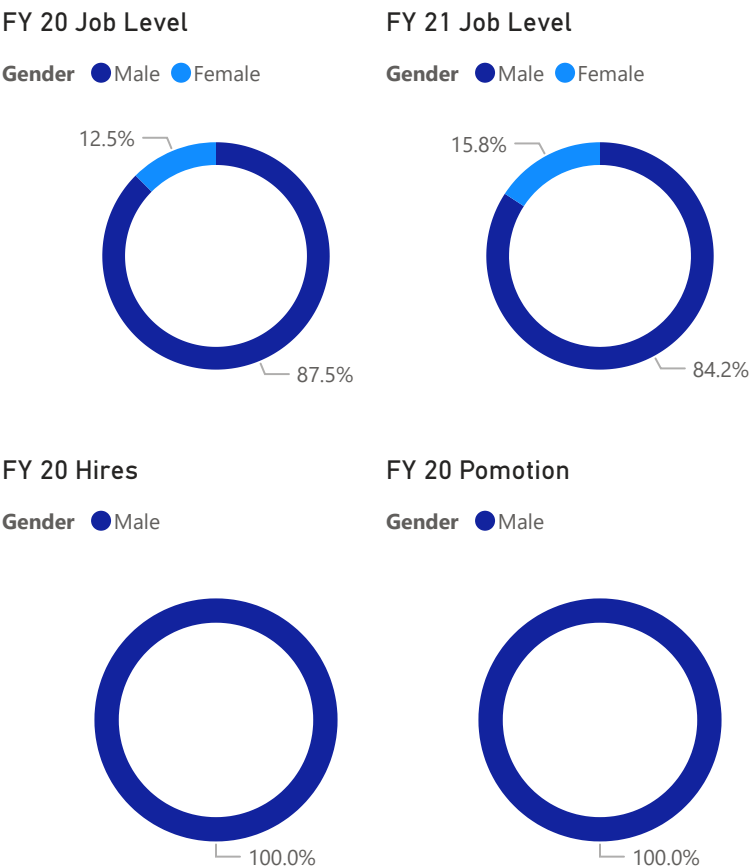 FY 20 Job Level
Gender Male Female
12.5%
87.5%
FY 21 Job Level
Gender Male Female
15.8%
84.2%
FY 20 Hires
Gender Male
100.0%
FY 20 Pomotion
Gender Male
100.0%